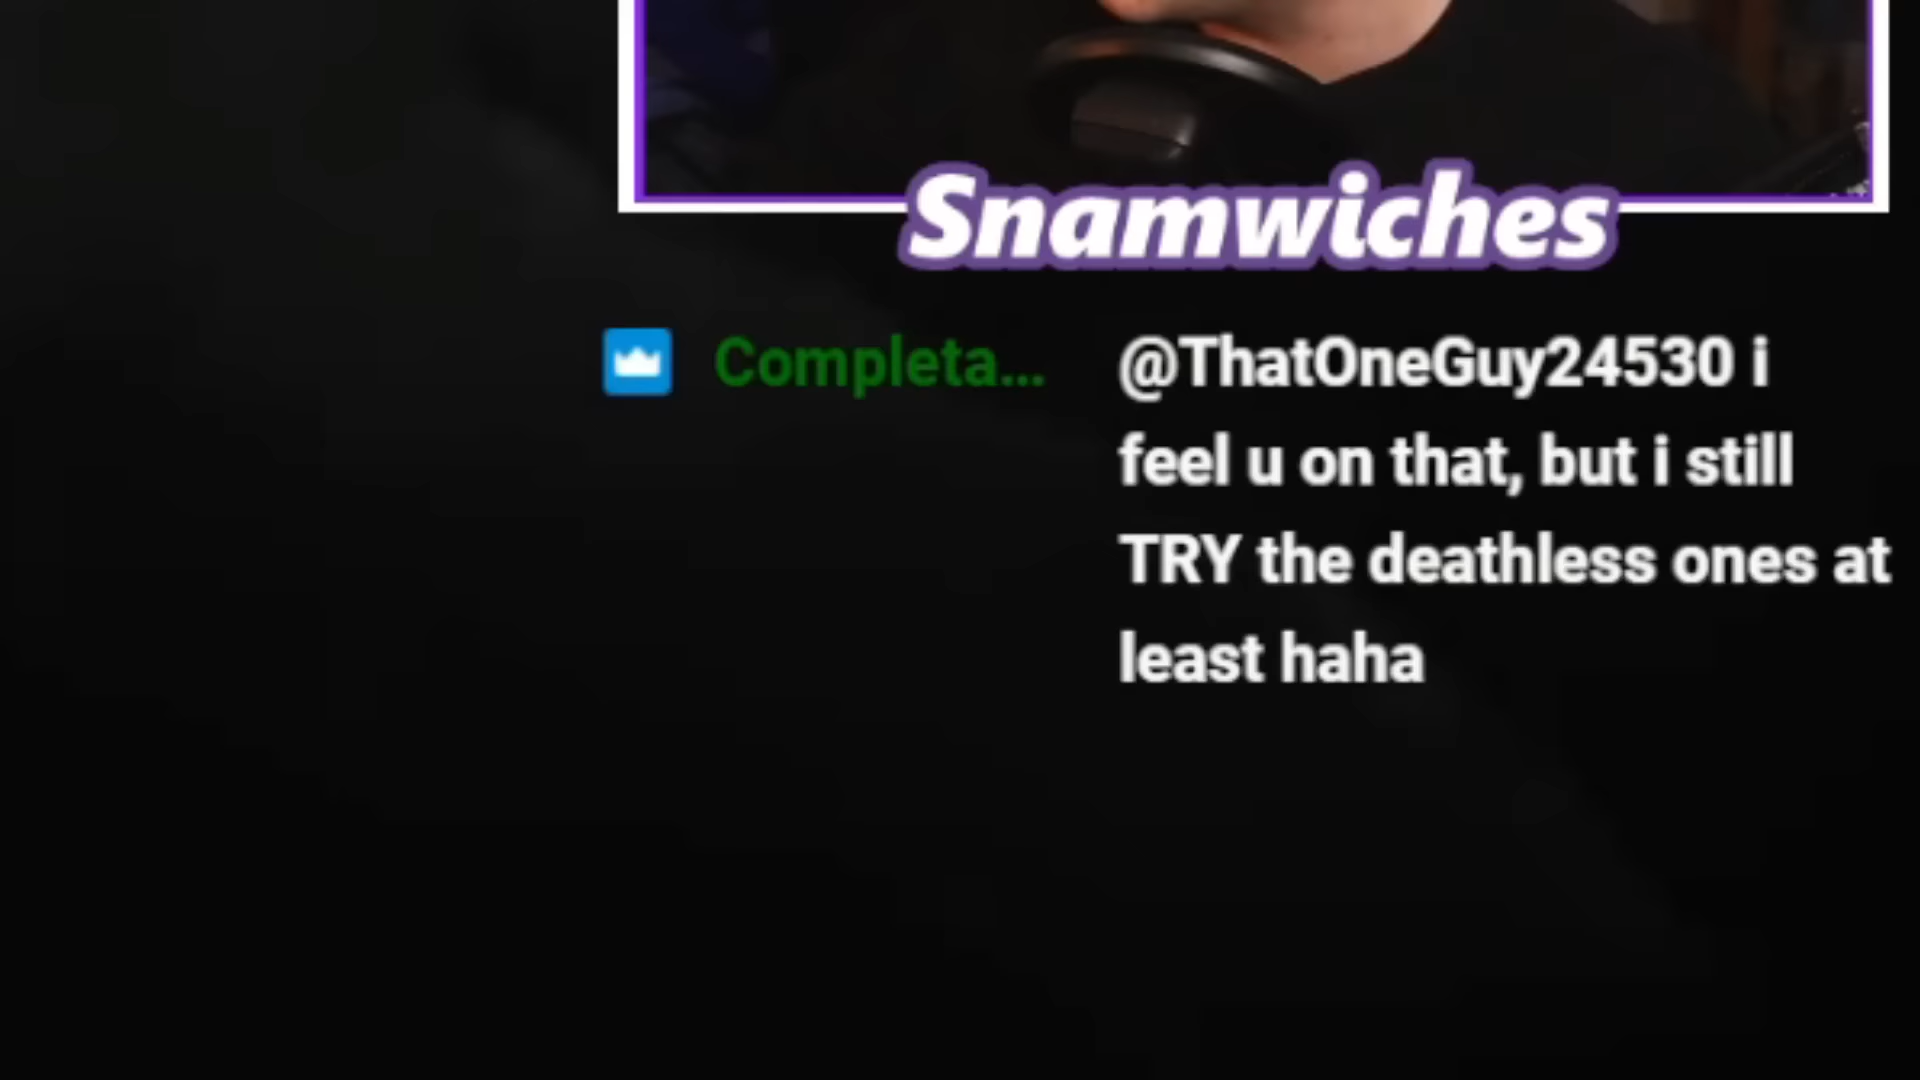 Snamwiches
Completa... @ThatOneGuy24530 i
feel u on that, but i still
TRY the deathless ones at
least haha